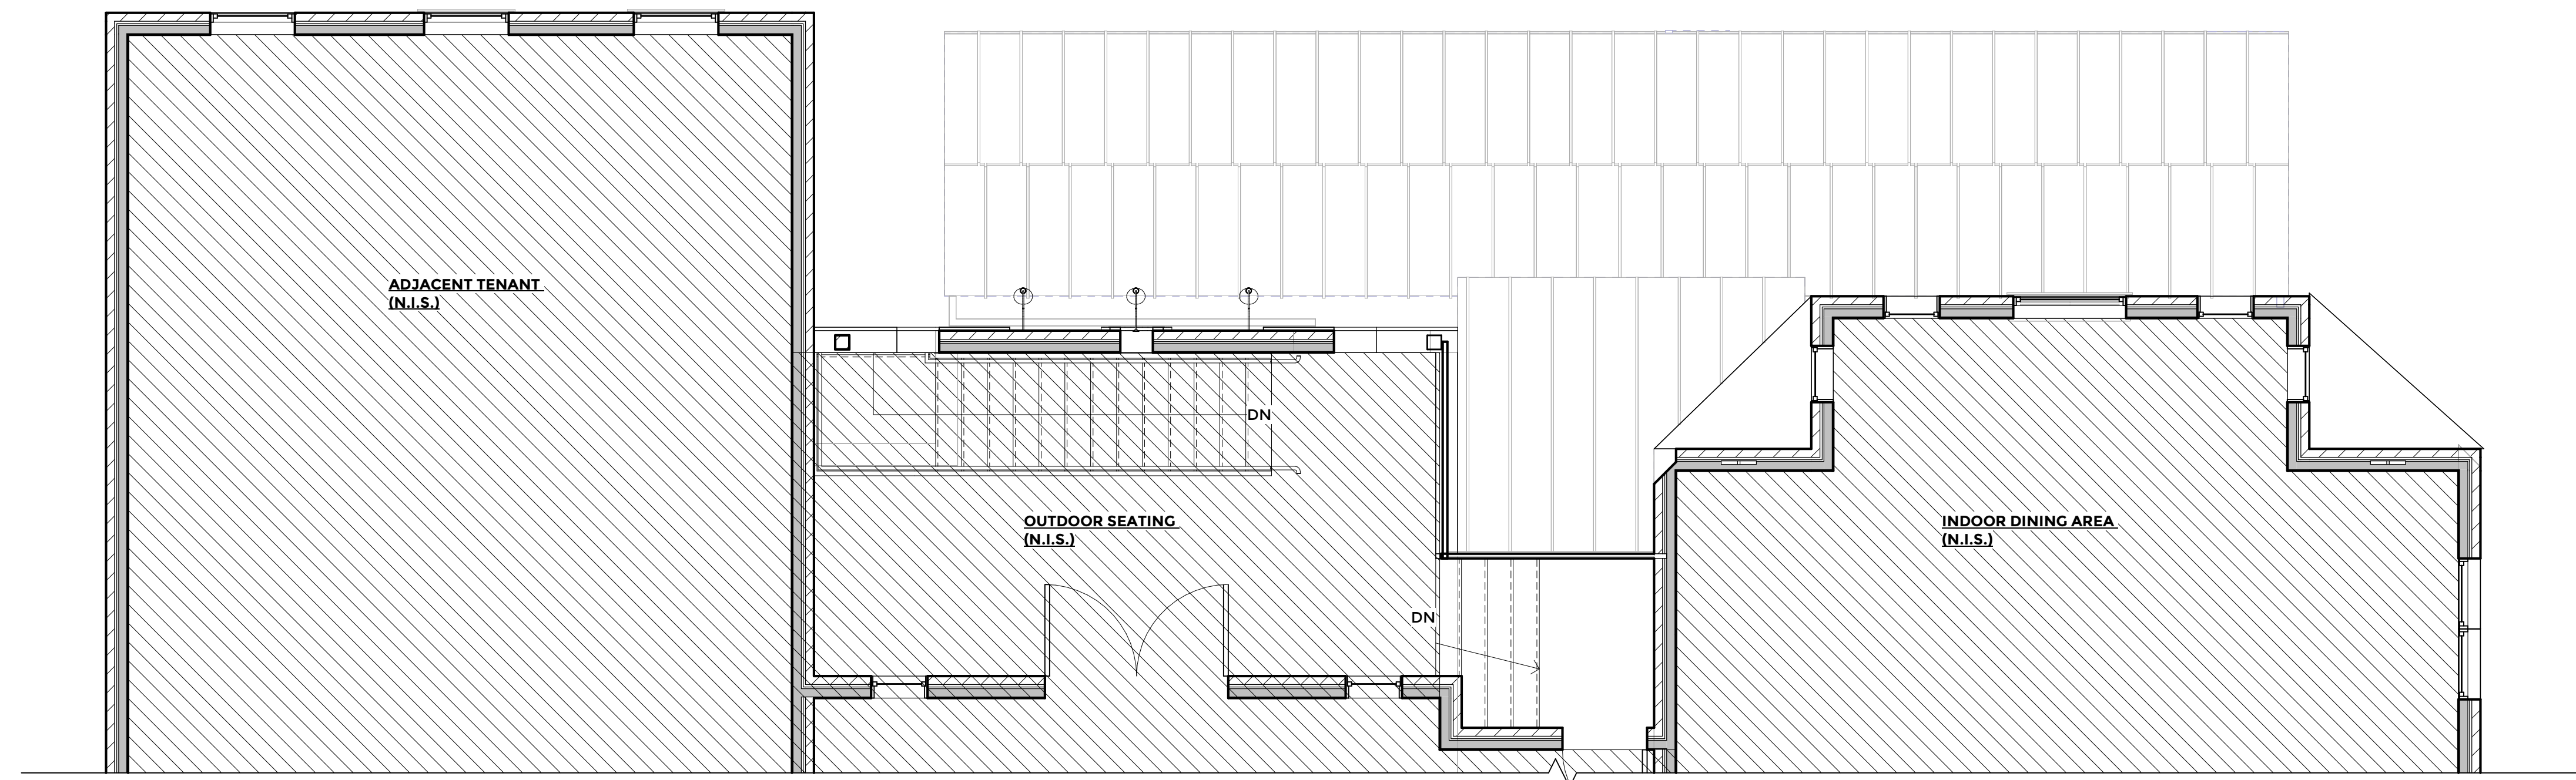 ADJACENT TENANT
(N.I.S.)
DN
OUTDOOR SEATING
(N.I.S.)
INDOOR DINING AREA
(N.I.S.)
DN